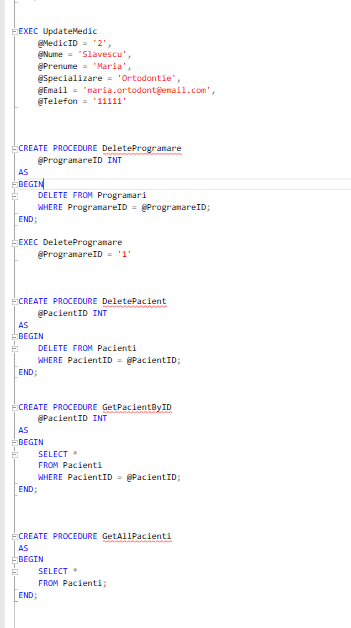 EXEC UpdateMedic
@MedicID = '2',
@Nume = 'Slavescu',
@Prenume = 'Maria',
@Specializare = 'Ortodontie',
@Email = 'maria.ortodont@email.com',
@Telefon = '11111'
CREATE PROCEDURE DeleteProgramare
@ProgramareID INT
AS
BEGIN
DELETE FROM Programari
WHERE ProgramareID = @ProgramareID;
END;
EXEC DeleteProgramare
@ProgramareID = '1'
CREATE PROCEDURE DeletePacient
@PacientID INT
AS
BEGIN
DELETE FROM Pacienti
WHERE PacientID = @PacientID;
END;
CREATE PROCEDURE GetPacientByID
@PacientID INT
AS
BEGIN
SELECT *
FROM Pacienti
WHERE PacientID = @PacientID;
END;
CREATE PROCEDURE GetAllPacienti
AS
BEGIN
SELECT *
FROM Pacienti;
END;